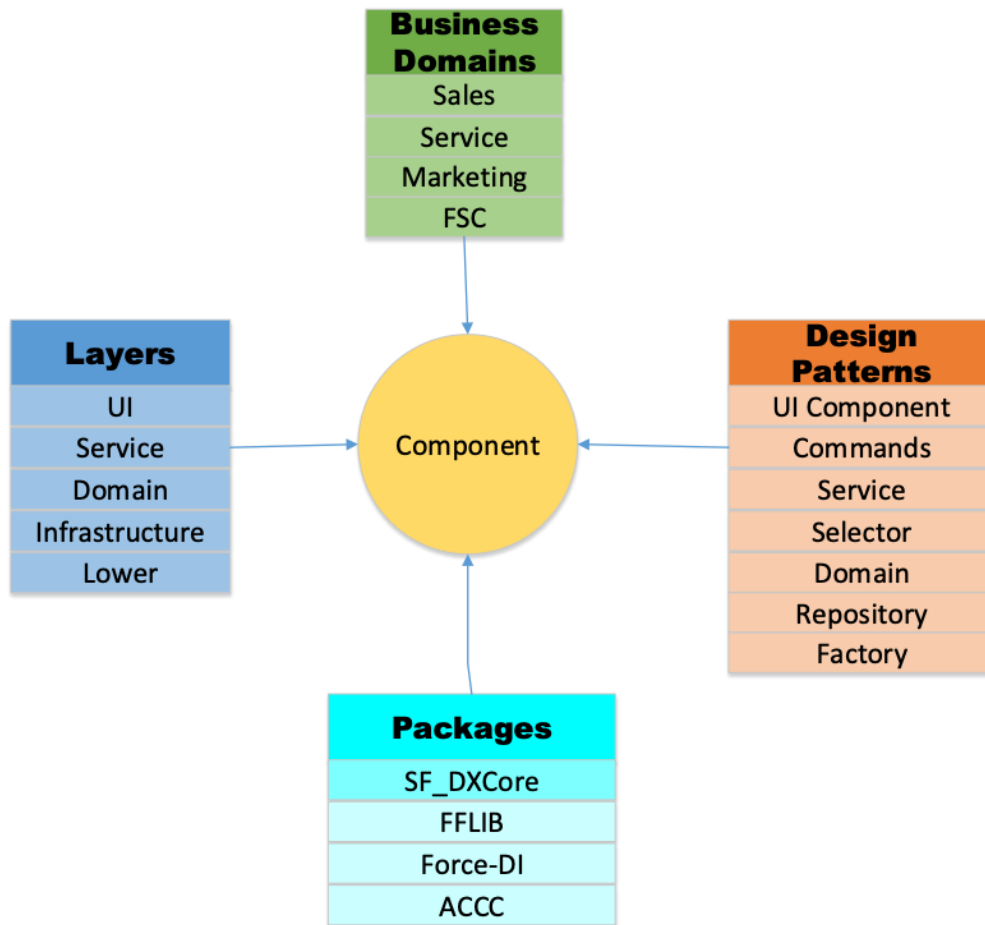 Business
Domains
Sales
Service
Marketing
FSC
Layers
UI
Service
Domain
Infrastructure
Lower
Component
Design
Patterns
UI Component
Commands
Service
Selector
Domain
Repository
Factory
Packages
SF_DXCore
FFLIB
Force-DI
ACCC